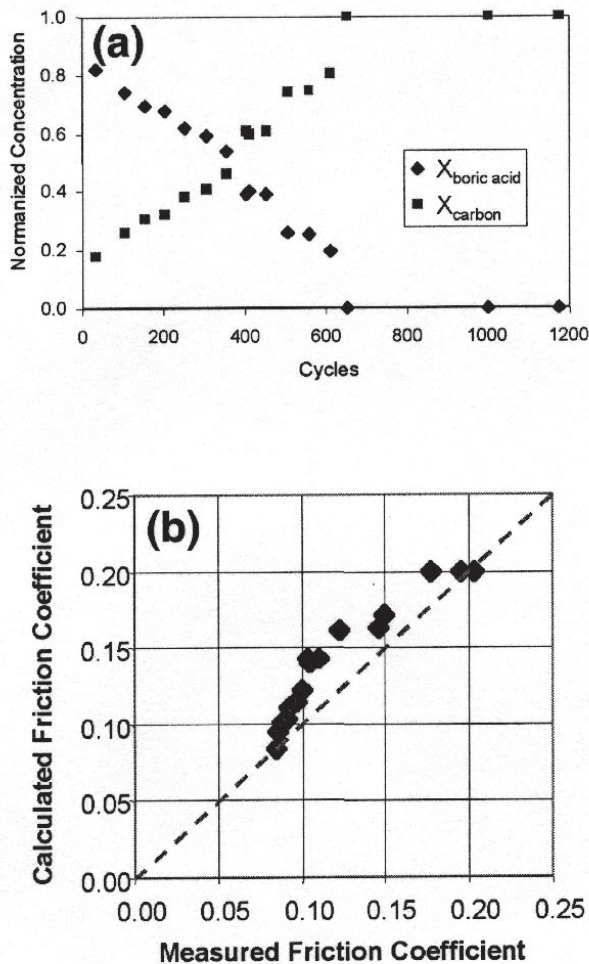 (a)
Normanized Concentration
1.0
0.8
0.6
0.4
0.2
0.0
X boric acid
X carbon
0 200 400 600 800 1000 1200
Cycles
(b)
Calculated Friction Coefficient
0.25
0.20
0.15
0.10
0.05
0.00
0.00 0.05 0.10 0.15 0.20 0.25
Measured Friction Coefficient